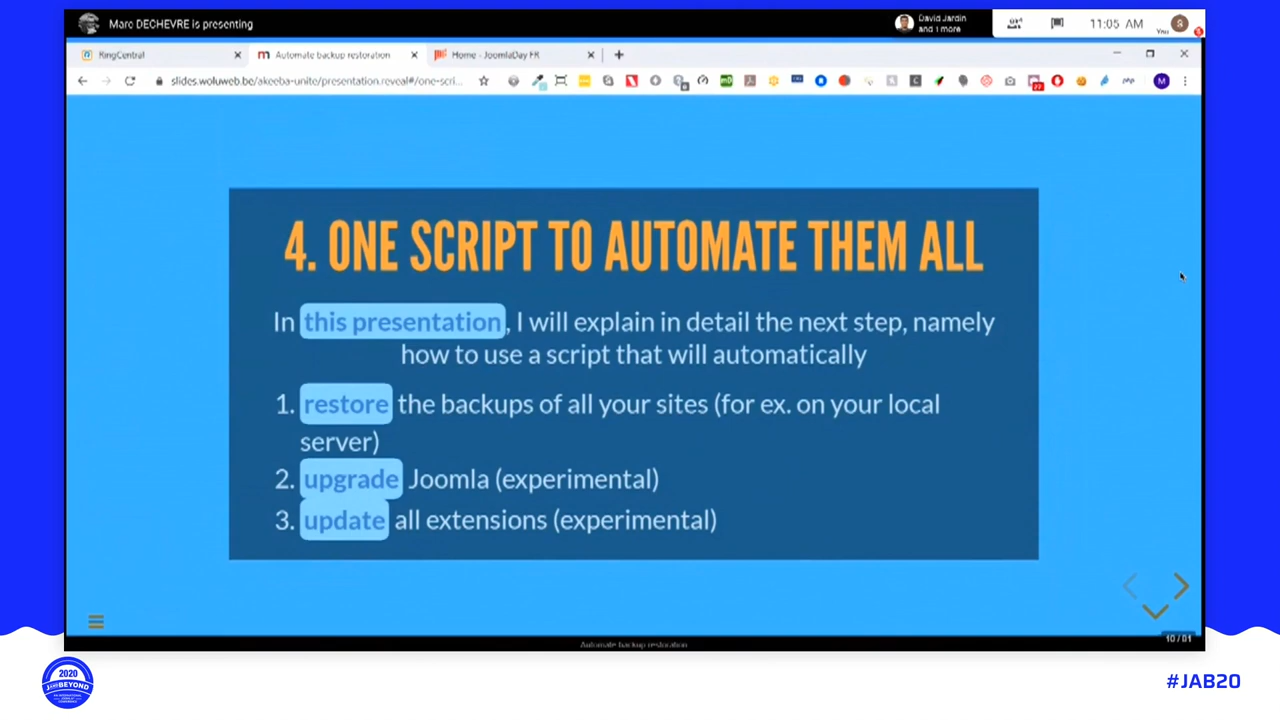 Marc DECHEVRE is presenting
David Jardin
and 1 more
11:05 AM
You
S
RingCentral
Automate backup restoration
Home - JoomlaDay FR
slides.woluweb.be/akeeba-unite/presentation.reveal#/one-scri...
M
4. ONE SCRIPT TO AUTOMATE THEM ALL
In this presentation, I will explain in detail the next step, namely
how to use a script that will automatically
1. restore the backups of all your sites (for ex. on your local
server)
2. upgrade Joomla (experimental)
3. update all extensions (experimental)
Automate backup restoration
2020
BEYOND
#JAB20